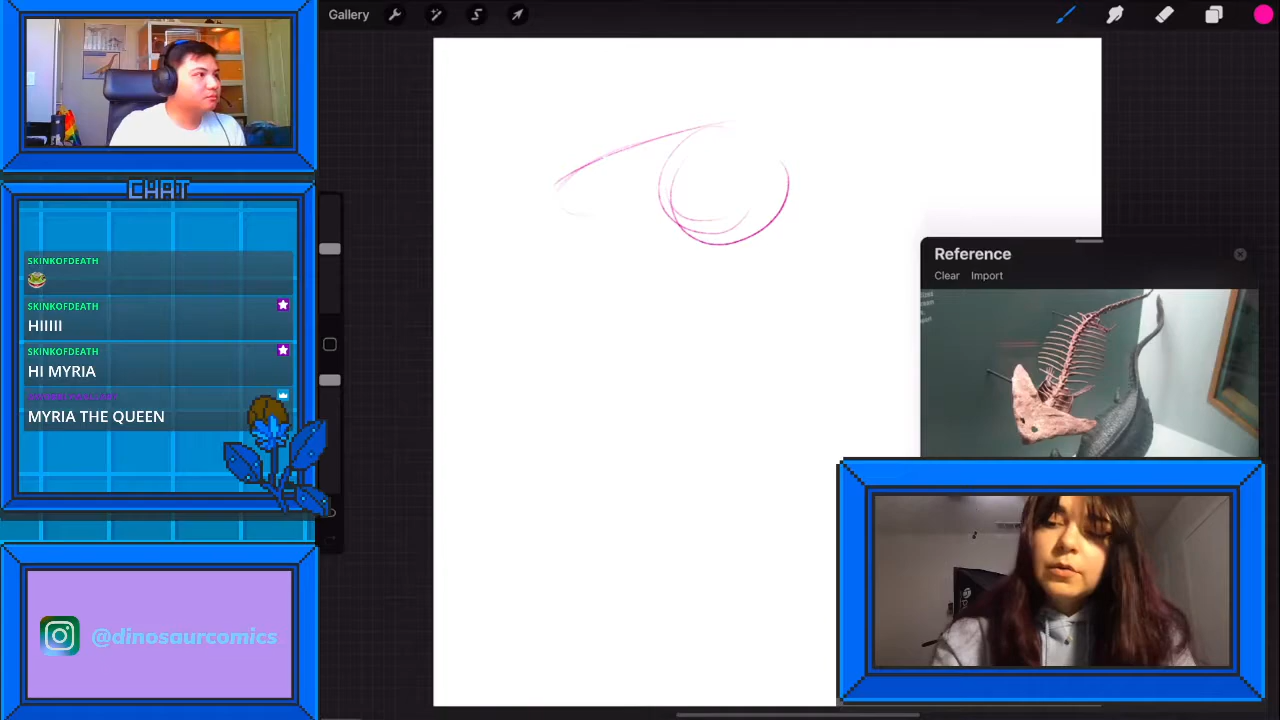 Gallery
CHAT
SKINKOFDEATH
SKINKOFDEATH
HIIIII
SKINKOFDEATH
HI MYRIA
MYRIA THE QUEEN
@dinosaurcomics
Reference
Clear Import